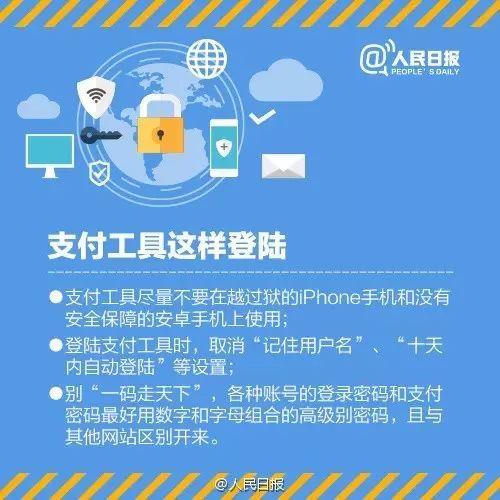 @人民日报
PEOPLE'S DAILY
支付工具这样登陆
●支付工具尽量不要在越过狱的iPhone手机和没有
安全保障的安卓手机上使用；
●登陆支付工具时，取消“记住用户名”、“十天
内自动登陆”等设置；
●别“一码走天下”，各种账号的登录密码和支付
密码最好用数字和字母组合的高级别密码，且与
其他网站区别开来。
@人民日报